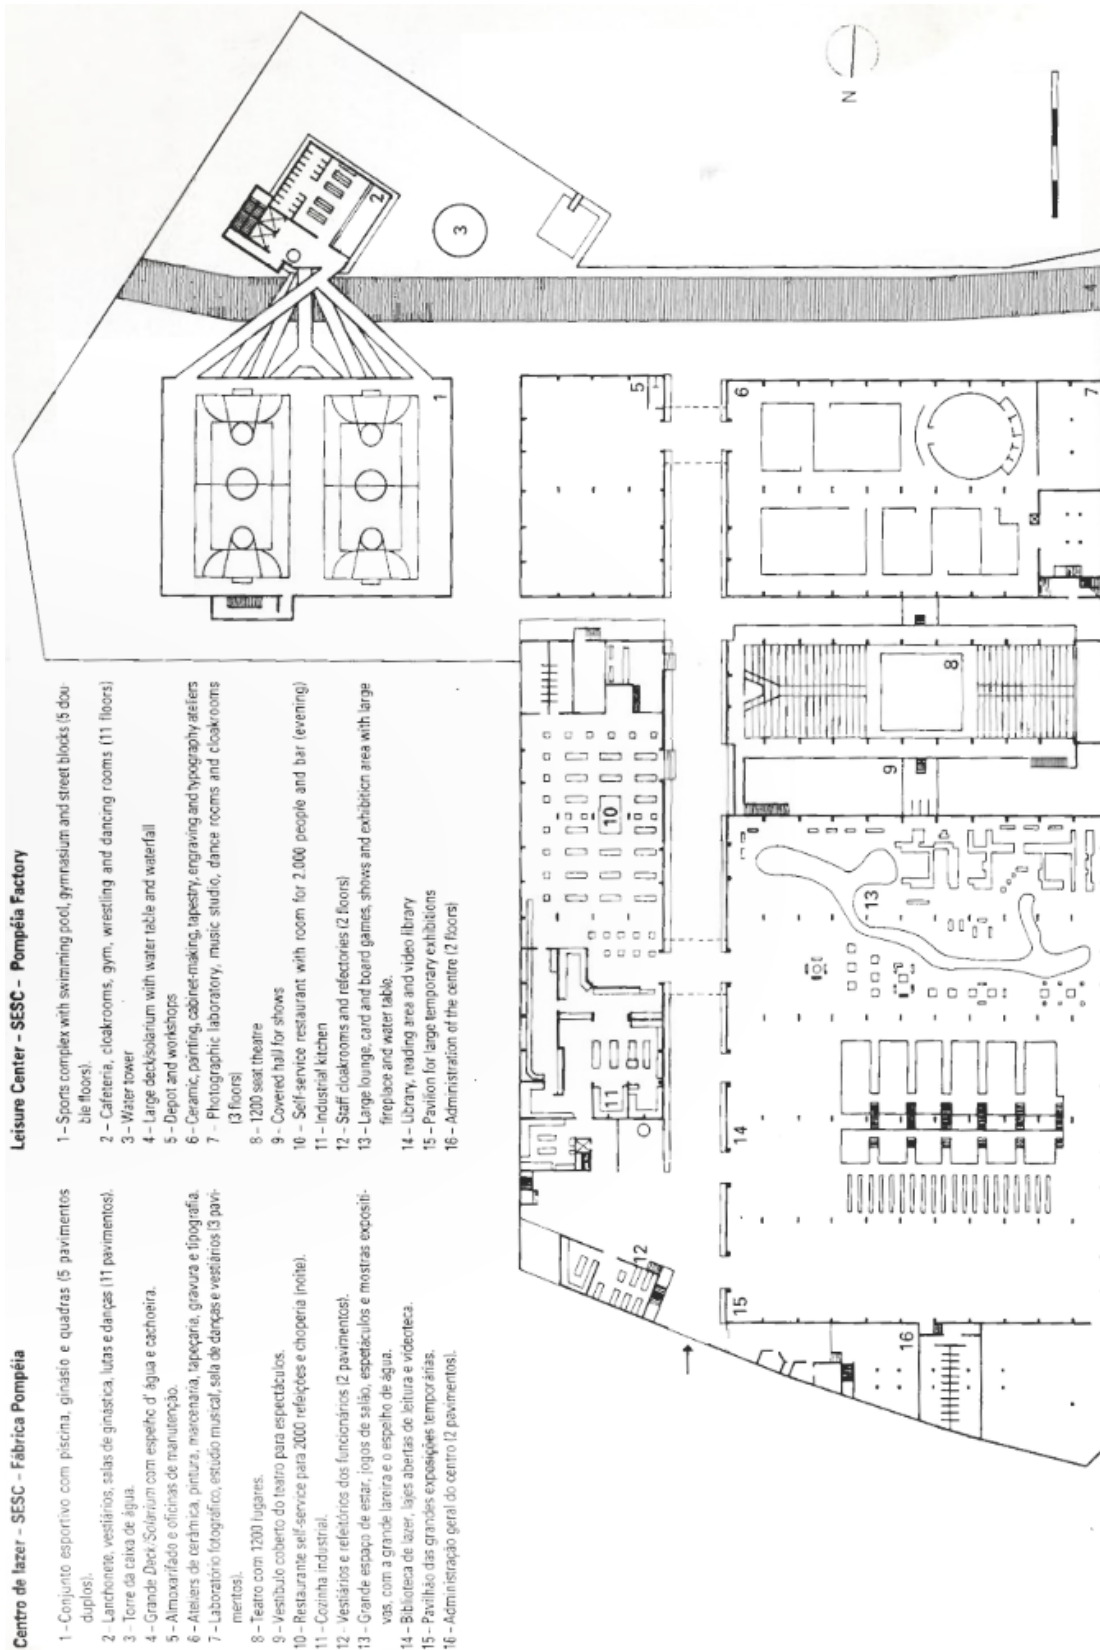 Centro de lazer - SESC - Fábrica Pompéia
1 - Conjunto esportivo com piscina, ginásio e quadras (5 pavimentos
duplos).
2 - Lanchonete, vestiários, salas de ginástica, lutas e danças (11 pavimentos).
3 - Torre da caixa de água.
4 - Grande Deck/Solarium com espelho d'água e cachoeira.
5 - Almoxarifado e oficinas de manutenção.
6 - Ateliers de cerâmica, pintura, marcenaria, tapeçaria, gravura e tipografia.
7 - Laboratório fotográfico, estúdio musical, sala de danças e vestiários (3 pavi-
mentos).
8 - Teatro com 1200 lugares.
9 - Vestíbulo coberto do teatro para espectáculos.
10 - Restaurante self-service para 2000 refeições e choperia (noite).
11 - Cozinha industrial.
12 - Vestiários e refeitórios dos funcionários (2 pavimentos).
13 - Grande espaço de estar, jogos de salão, espetáculos e mostras expositi-
vas, com a grande lareira e o espelho de água.
14 - Biblioteca de lazer, lajes abertas de leitura e videoteca.
15 - Pavilhão das grandes exposições temporárias.
16 - Administração geral do centro (2 pavimentos).
Leisure Center - SESC - Pompéia Factory
1 - Sports complex with swimming pool, gymnasium and street blocks (5 dou-
ble floors).
2 - Cafeteria, cloakrooms, gym, wrestling and dancing rooms (11 floors)
3 - Water tower
4 - Large deck/solarium with water table and waterfall
5 - Depot and workshops
6 - Ceramic, painting, cabinet-making, tapestry, engraving and typography ateliers
7 - Photographic laboratory, music studio, dance rooms and cloakrooms
(3 floors)
8 - 1200 seat theatre
9 - Covered hall for shows
10 - Self-service restaurant with room for 2.000 people and bar (evening)
11 - Industrial kitchen
12 - Staff cloakrooms and refectories (2 floors)
13 - Large lounge, card and board games, shows and exhibition area with large
fireplace and water table.
14 - Library, reading area and video library
15 - Pavilion for large temporary exhibitions
16 - Administration of the centre (2 floors)
1
2
3
4
5
6
7
8
9
10
11
12
13
14
15
16
N